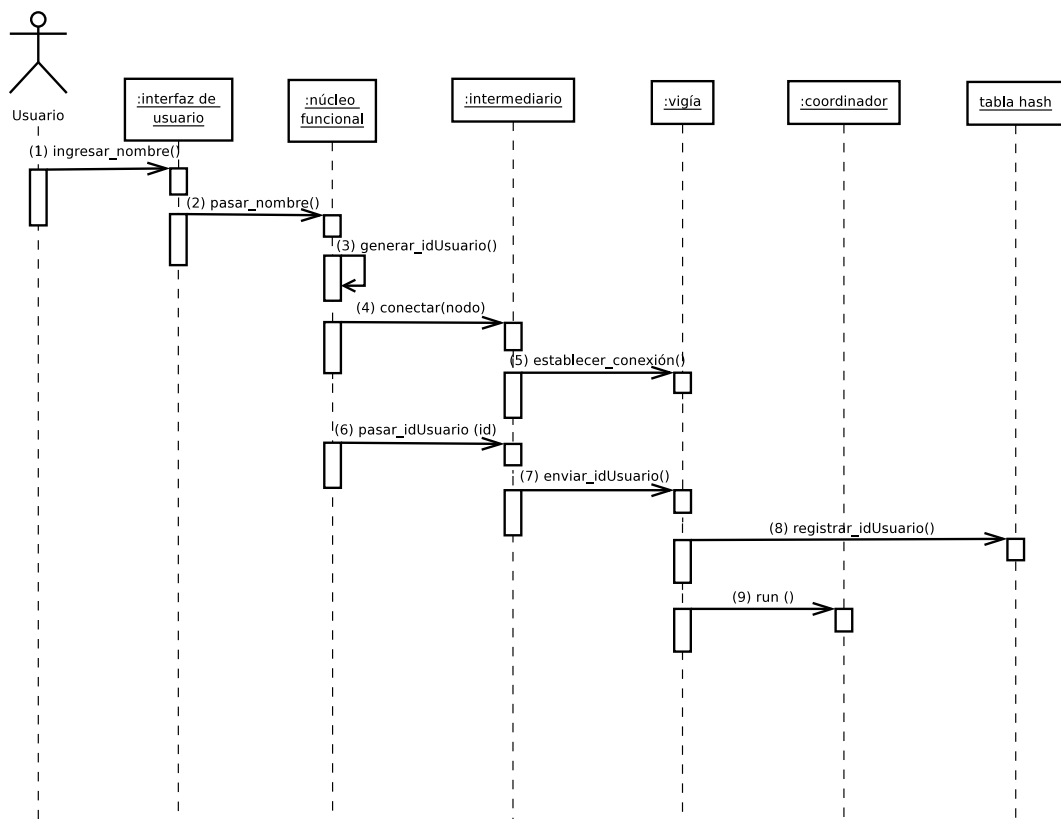 Usuario
:interfaz de
usuario
:núcleo
funcional
:intermediario
:vigía
:coordinador
tabla hash
(1) ingresar_nombre()
(2) pasar_nombre()
(3) generar_idUsuario()
(4) conectar(nodo)
(5) establecer_conexión()
(6) pasar_idUsuario (id)
(7) enviar_idUsuario()
(8) registrar_idUsuario()
(9) run ()